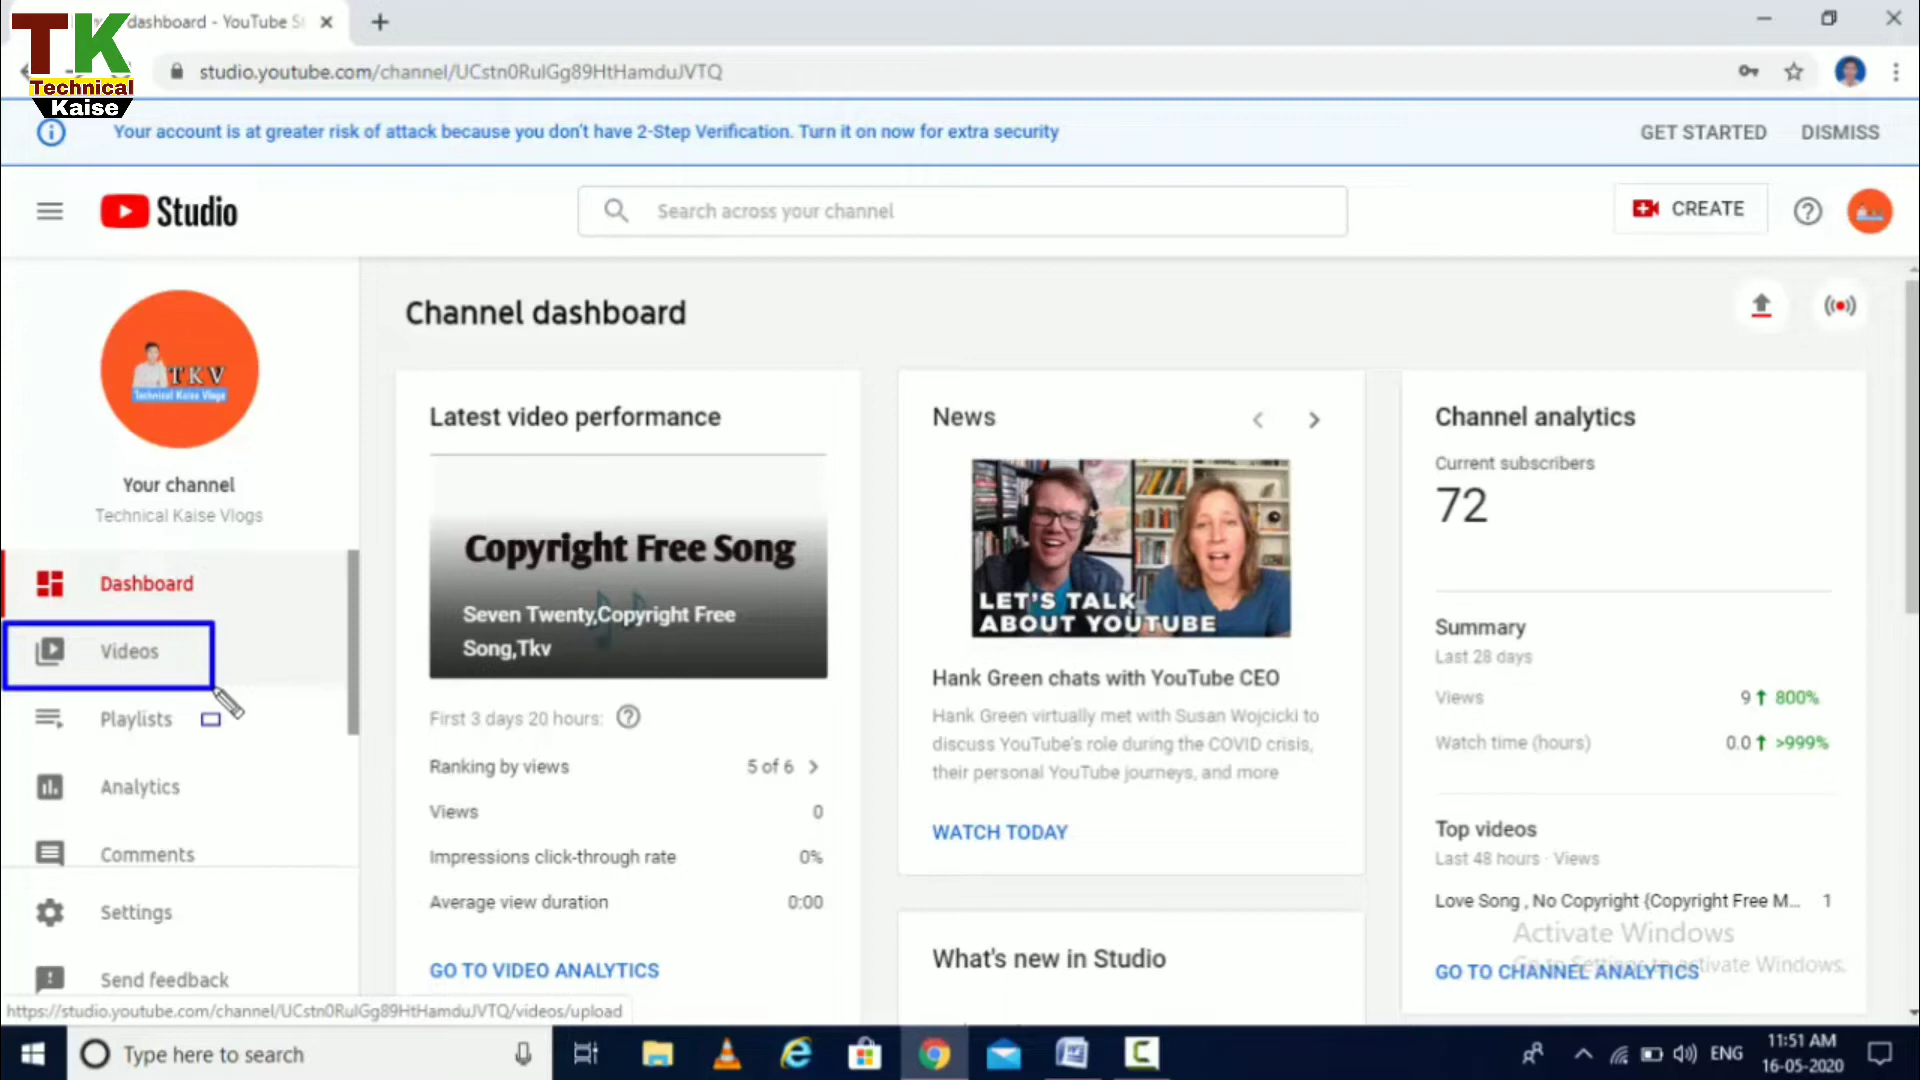 dashboard - YouTube S
TK
Technical
Kaise
studio.youtube.com/channel/UCstn0RulGg89HtHamduJVTQ
Your account is at greater risk of attack because you don't have 2-Step Verification. Turn it on now for extra security
GET STARTED
DISMISS
Studio
Search across your channel
CREATE
TKV
Technical Kaise Vlogs
Your channel
Technical Kaise Vlogs
Dashboard
Videos
Playlists
Analytics
Comments
Settings
Send feedback
Channel dashboard
Latest video performance
Copyright Free Song
Seven Twenty,Copyright Free
Song,Tkv
First 3 days 20 hours:
Ranking by views 5 of 6
Views 0
Impressions click-through rate 0%
Average view duration 0:00
GO TO VIDEO ANALYTICS
News
LET'S TALK
ABOUT YOUTUBE
Hank Green chats with YouTube CEO
Hank Green virtually met with Susan Wojcicki to
discuss YouTube's role during the COVID crisis,
their personal YouTube journeys, and more
WATCH TODAY
What's new in Studio
Channel analytics
Current subscribers
72
Summary
Last 28 days
Views 9 800%
Watch time (hours) 0.0 >999%
Top videos
Last 48 hours · Views
Love Song , No Copyright {Copyright Free M... 1
GO TO CHANNEL ANALYTICS
Activate Windows
Go to Settings to activate Windows.
https://studio.youtube.com/channel/UCstn0RulGg89HtHamduJVTQ/videos/upload
Type here to search
ENG
11:51 AM
16-05-2020